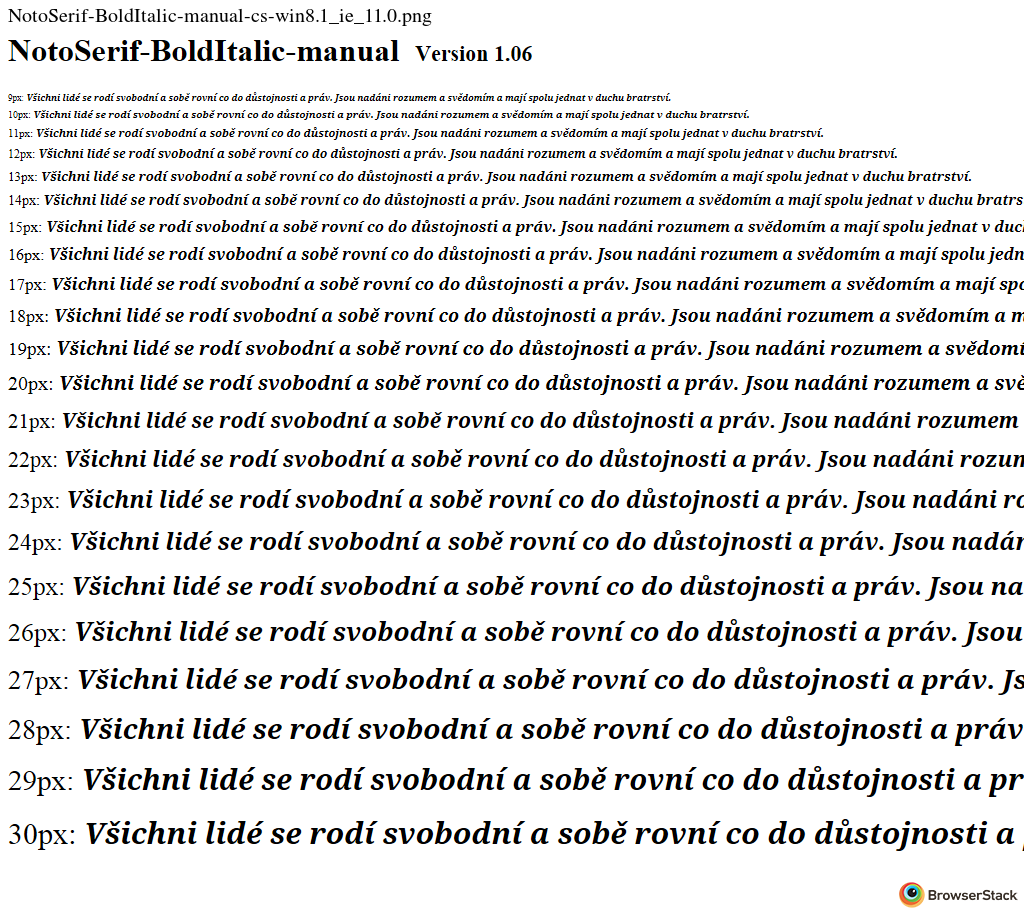 NotoSerif-BoldItalic-manual-cs-win8.1_ie_11.0.png
NotoSerif-BoldItalic-manual Version 1.06
9px: Všichni lidé se rodí svobodní a sobě rovní co do důstojnosti a práv. Jsou nadáni rozumem a svědomím a mají spolu jednat v duchu bratrství.
10px: Všichni lidé se rodí svobodní a sobě rovní co do důstojnosti a práv. Jsou nadáni rozumem a svědomím a mají spolu jednat v duchu bratrství.
11px: Všichni lidé se rodí svobodní a sobě rovní co do důstojnosti a práv. Jsou nadáni rozumem a svědomím a mají spolu jednat v duchu bratrství.
12px: Všichni lidé se rodí svobodní a sobě rovní co do důstojnosti a práv. Jsou nadáni rozumem a svědomím a mají spolu jednat v duchu bratrství.
13px: Všichni lidé se rodí svobodní a sobě rovní co do důstojnosti a práv. Jsou nadáni rozumem a svědomím a mají spolu jednat v duchu bratrství.
14px: Všichni lidé se rodí svobodní a sobě rovní co do důstojnosti a práv. Jsou nadáni rozumem a svědomím a mají spolu jednat v duchu bratrs
15px: Všichni lidé se rodí svobodní a sobě rovní co do důstojnosti a práv. Jsou nadáni rozumem a svědomím a mají spolu jednat v duc
16px: Všichni lidé se rodí svobodní a sobě rovní co do důstojnosti a práv. Jsou nadáni rozumem a svědomím a mají spolu jedn
17px: Všichni lidé se rodí svobodní a sobě rovní co do důstojnosti a práv. Jsou nadáni rozumem a svědomím a mají spo
18px: Všichni lidé se rodí svobodní a sobě rovní co do důstojnosti a práv. Jsou nadáni rozumem a svědomím a m
19px: Všichni lidé se rodí svobodní a sobě rovní co do důstojnosti a práv. Jsou nadáni rozumem a svědomí
20px: Všichni lidé se rodí svobodní a sobě rovní co do důstojnosti a práv. Jsou nadáni rozumem a svě
21px: Všichni lidé se rodí svobodní a sobě rovní co do důstojnosti a práv. Jsou nadáni rozumem
22px: Všichni lidé se rodí svobodní a sobě rovní co do důstojnosti a práv. Jsou nadáni rozum
23px: Všichni lidé se rodí svobodní a sobě rovní co do důstojnosti a práv. Jsou nadáni ro
24px: Všichni lidé se rodí svobodní a sobě rovní co do důstojnosti a práv. Jsou nadán
25px: Všichni lidé se rodí svobodní a sobě rovní co do důstojnosti a práv. Jsou na
26px: Všichni lidé se rodí svobodní a sobě rovní co do důstojnosti a práv. Jsou
27px: Všichni lidé se rodí svobodní a sobě rovní co do důstojnosti a práv. Js
28px: Všichni lidé se rodí svobodní a sobě rovní co do důstojnosti a práv
29px: Všichni lidé se rodí svobodní a sobě rovní co do důstojnosti a pr
30px: Všichni lidé se rodí svobodní a sobě rovní co do důstojnosti a
BrowserStack